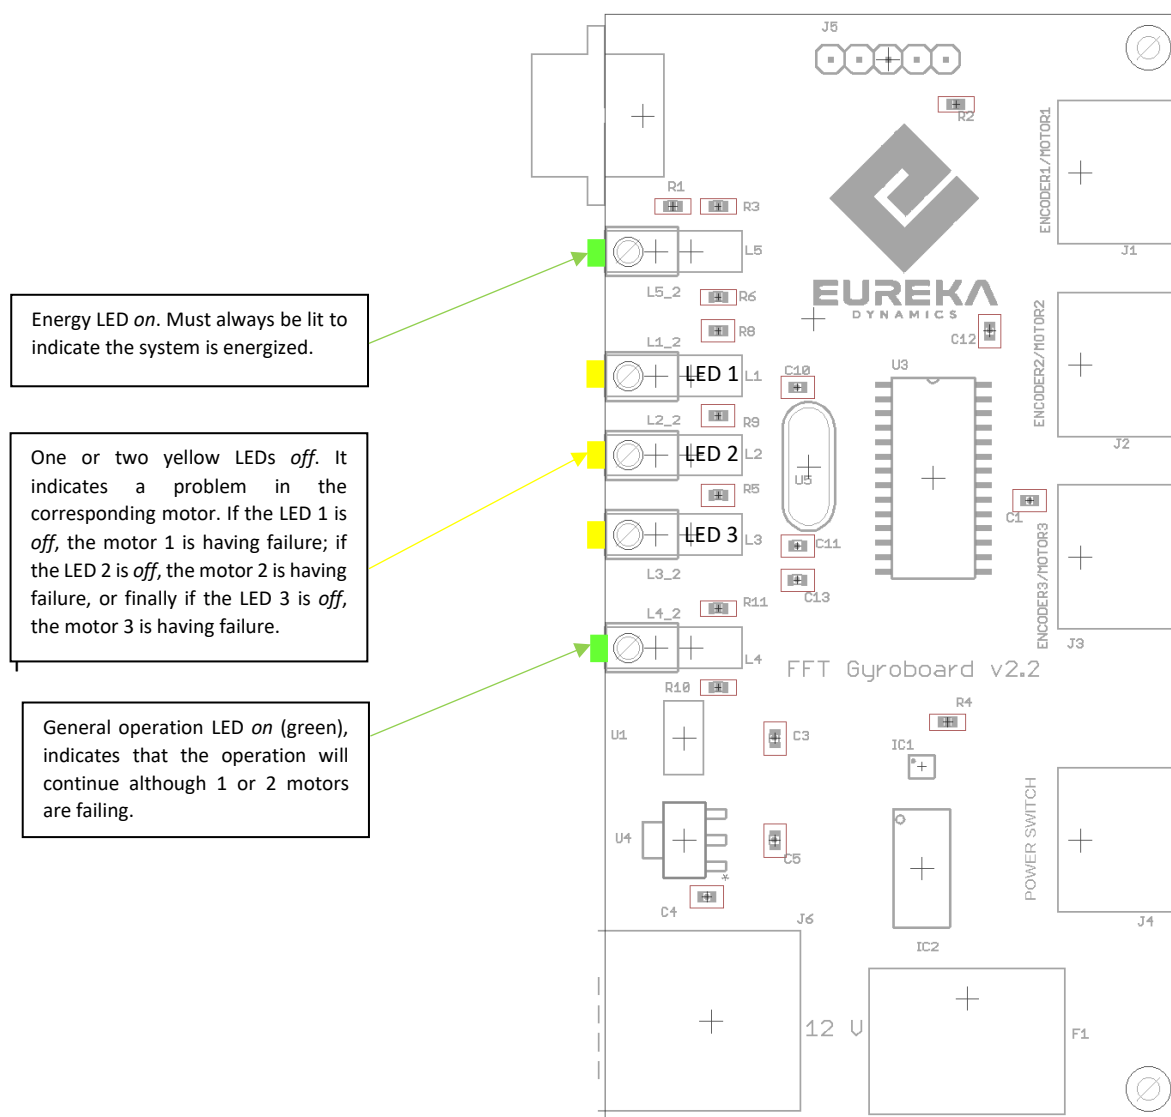 J5
R2
ENCODER1/MOTOR1
J1
R1
R3
L5
L5_2
EUREKA
DYNAMICS
R6
R8
Energy LED on. Must always be lit to
indicate the system is energized.
L1_2
LED 1
L1
C10
U3
C12
ENCODER2/MOTOR2
J2
L2_2
R9
LED 2
L2
U5
One or two yellow LEDs off. It
indicates a problem in the
corresponding motor. If the LED 1 is
off, the motor 1 is having failure; if
the LED 2 is off, the motor 2 is having
failure, or finally if the LED 3 is off,
the motor 3 is having failure.
R5
C1
LED 3
L3
C11
L3_2
C13
ENCODER3/MOTOR3
J3
L4_2
R11
L4
FFT Gyroboard v2.2
R10
General operation LED on (green),
indicates that the operation will
continue although 1 or 2 motors
are failing.
R4
U1
C3
IC1
U4
C5
*
POWER SWITCH
J4
C4
J6
IC2
12 V
F1